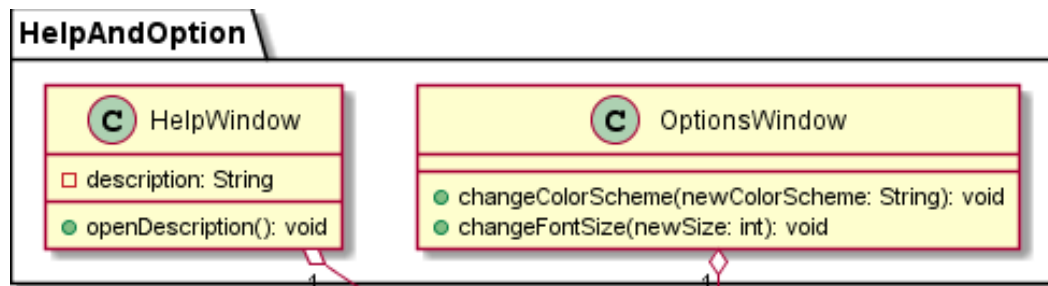 HelpAndOption
C HelpWindow
description: String
openDescription(): void
C OptionsWindow
changeColorScheme(newColorScheme: String): void
changeFontSize(newSize: int): void
1 1